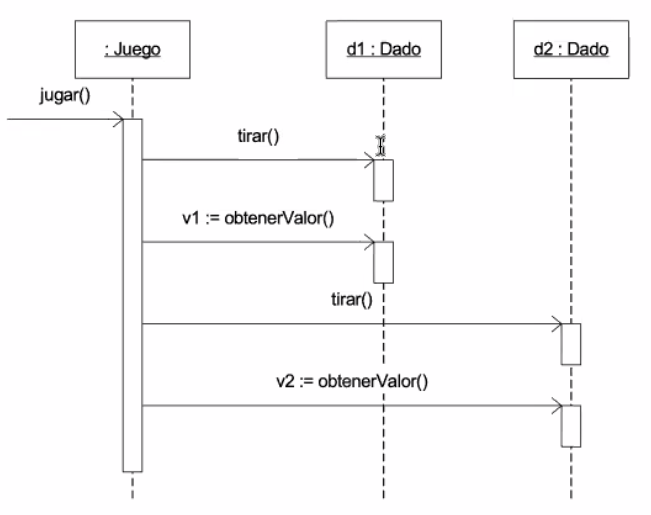 : Juego
d1 : Dado
d2 : Dado
jugar()
tirar()
v1 := obtenerValor()
tirar()
v2 := obtenerValor()